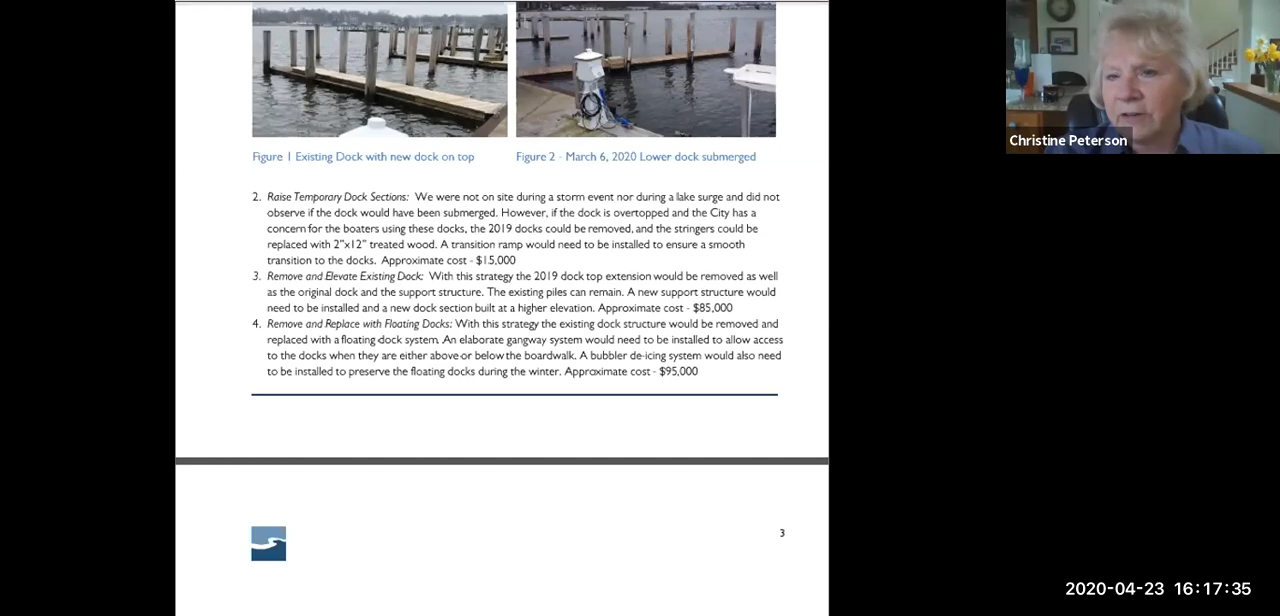 Christine Peterson
Figure 1 Existing Dock with new dock on top
Figure 2 - March 6, 2020 Lower dock submerged
2. Raise Temporary Dock Sections: We were not on site during a storm event nor during a lake surge and did not
observe if the dock would have been submerged. However, if the dock is overtopped and the City has a
concern for the boaters using these docks, the 2019 docks could be removed, and the stringers could be
replaced with 2"x12" treated wood. A transition ramp would need to be installed to ensure a smooth
transition to the docks. Approximate cost - $15,000
3. Remove and Elevate Existing Dock: With this strategy the 2019 dock top extension would be removed as well
as the original dock and the support structure. The existing piles can remain. A new support structure would
need to be installed and a new dock section built at a higher elevation. Approximate cost - $85,000
4. Remove and Replace with Floating Docks: With this strategy the existing dock structure would be removed and
replaced with a floating dock system. An elaborate gangway system would need to be installed to allow access
to the docks when they are either above or below the boardwalk. A bubbler de-icing system would also need
to be installed to preserve the floating docks during the winter. Approximate cost - $95,000
3
2020-04-23 16:17:35